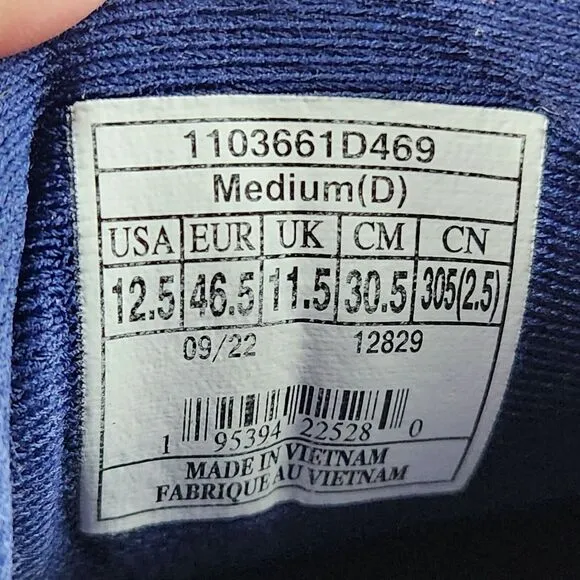 1103661D469
Medium(D)
USA EUR UK CM CN
12.5 46.5 11.5 30.5 305(2.5)
09/22 12829
1 95394 22528 0
MADE IN VIETNAM
FABRIQUE AU VIETNAM